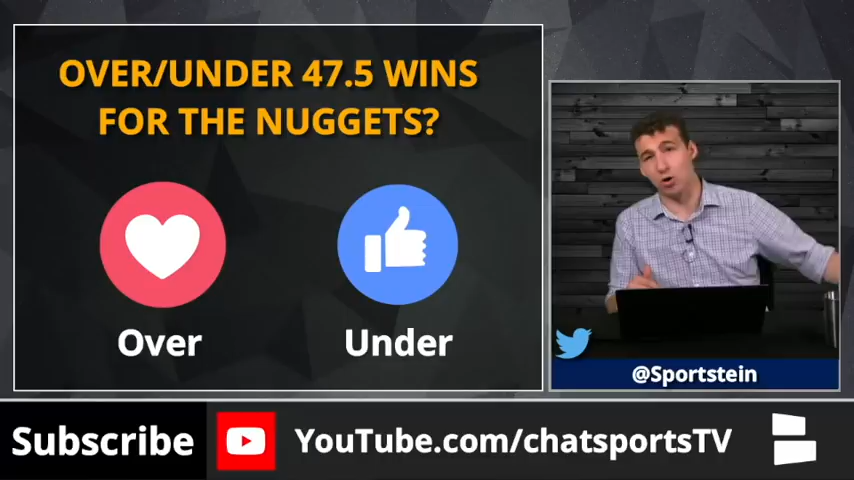 OVER/UNDER 47.5 WINS
FOR THE NUGGETS?
Over
Under
@Sportstein
Subscribe
YouTube.com/chatsportsTV